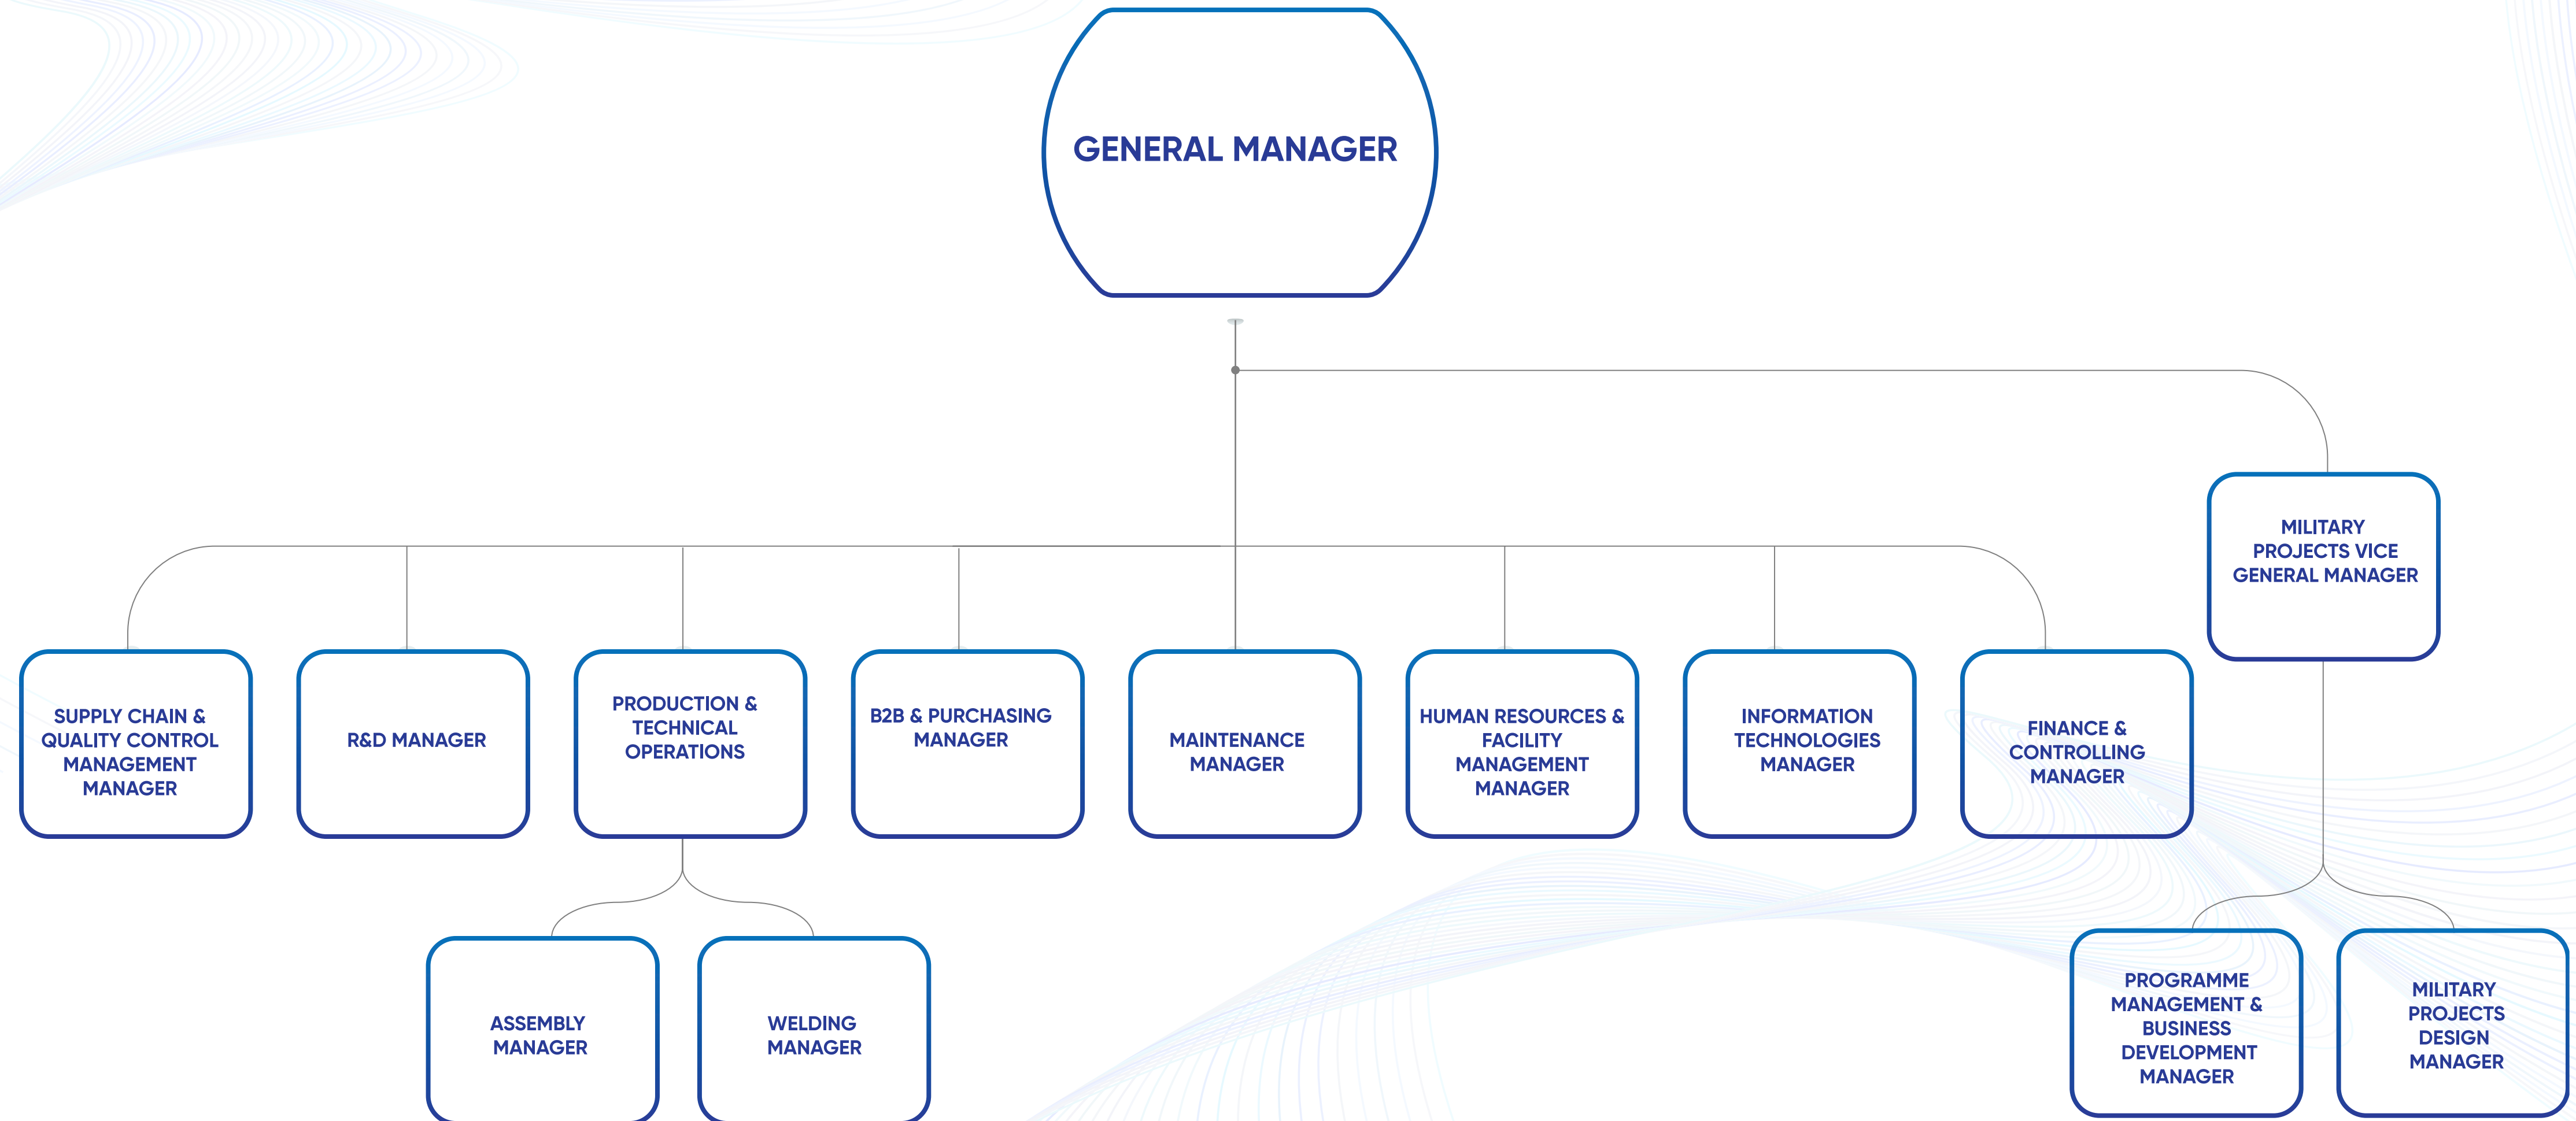 GENERAL MANAGER
MILITARY
PROJECTS VICE
GENERAL MANAGER
SUPPLY CHAIN &
QUALITY CONTROL
MANAGEMENT
MANAGER
R&D MANAGER
PRODUCTION &
TECHNICAL
OPERATIONS
B2B & PURCHASING
MANAGER
MAINTENANCE
MANAGER
HUMAN RESOURCES &
FACILITY
MANAGEMENT
MANAGER
INFORMATION
TECHNOLOGIES
MANAGER
FINANCE &
CONTROLLING
MANAGER
ASSEMBLY
MANAGER
WELDING
MANAGER
PROGRAMME
MANAGEMENT &
BUSINESS
DEVELOPMENT
MANAGER
MILITARY
PROJECTS
DESIGN
MANAGER